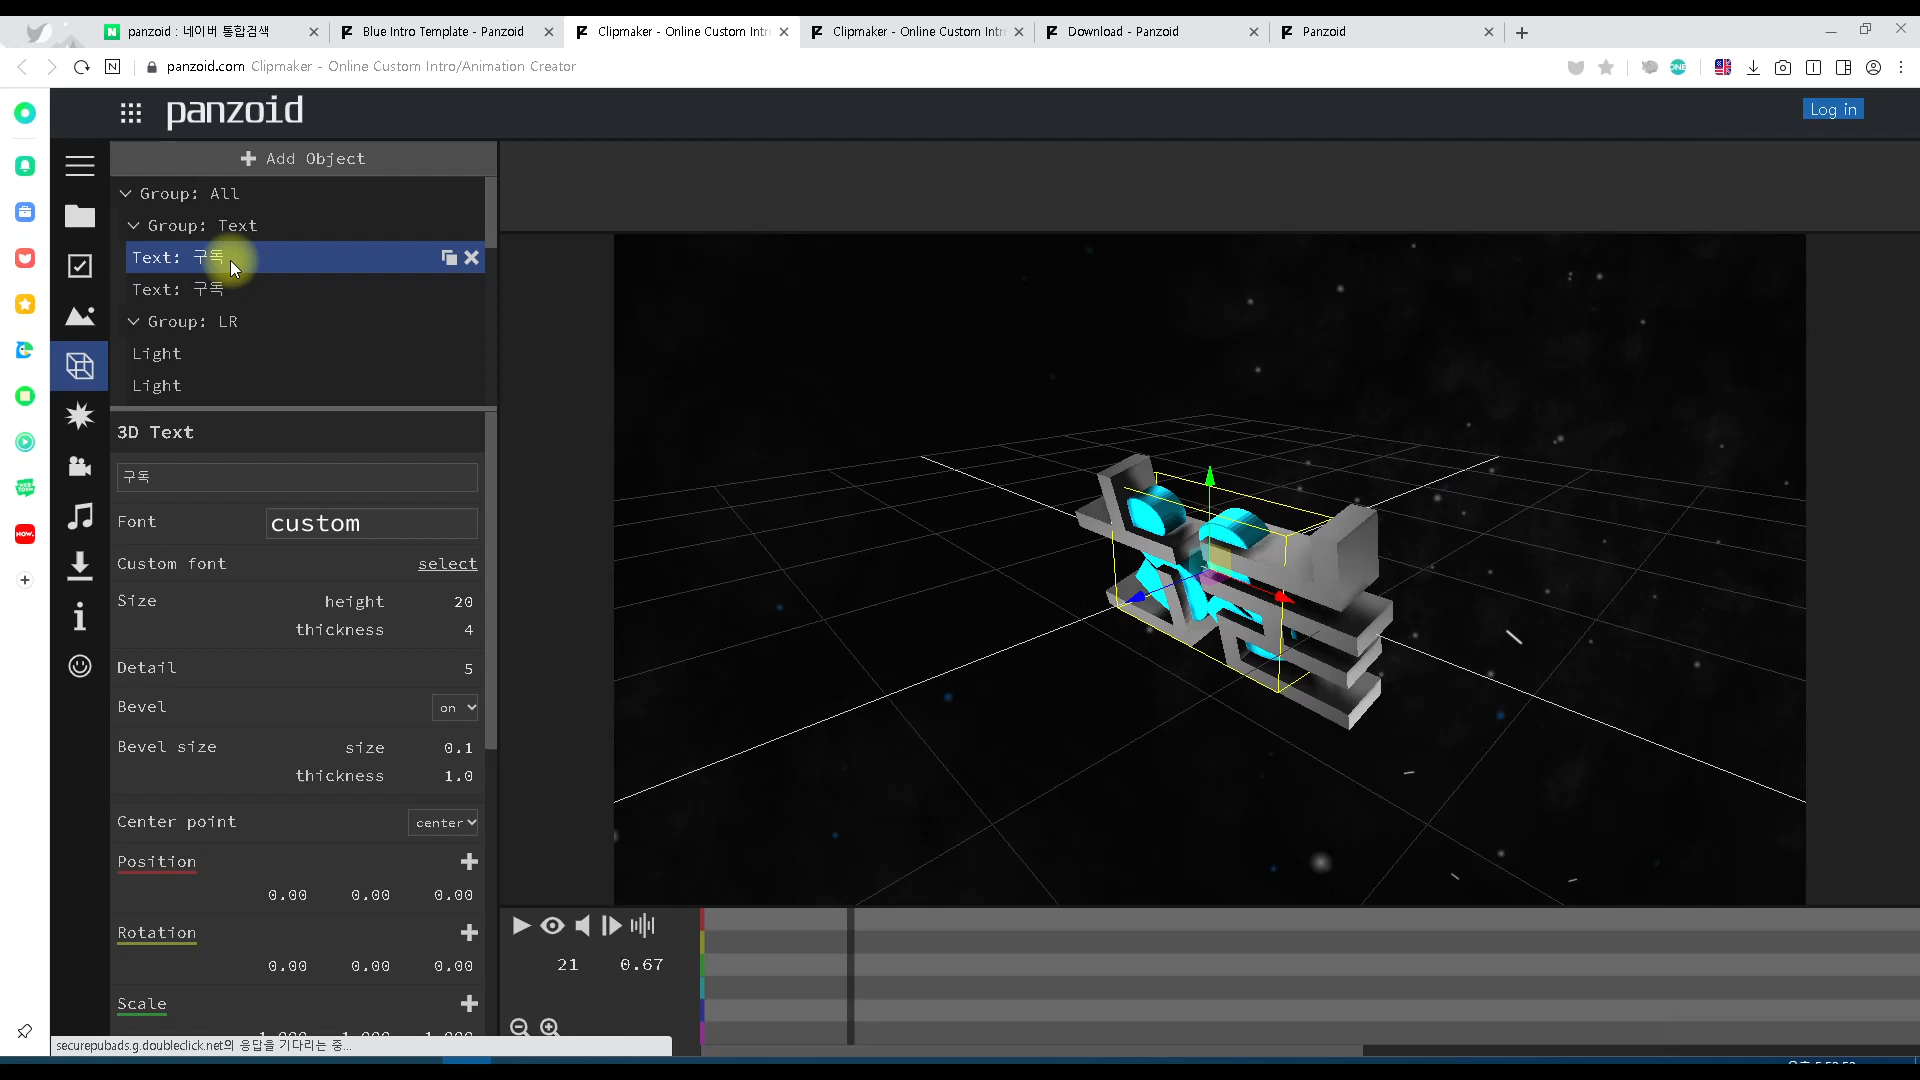 panzoid : 네이버 통합검색
Blue Intro Template - Panzoid
Clipmaker - Online Custom Intr
Clipmaker - Online Custom Intr
Download - Panzoid
Panzoid
panzoid.com Clipmaker - Online Custom Intro/Animation Creator
panzoid
Log in
Add Object
Group: All
Group: Text
Text: 구독
Text: 구독
Group: LR
Light
Light
3D Text
구독
Font custom
Custom font select
Size height 20
thickness 4
Detail 5
Bevel on
Bevel size size 0.1
thickness 1.0
Center point center
Position
0.00 0.00 0.00
Rotation
0.00 0.00 0.00
Scale
21 0.67
securepubads.g.doubleclick.net의 응답을 기다리는 중...